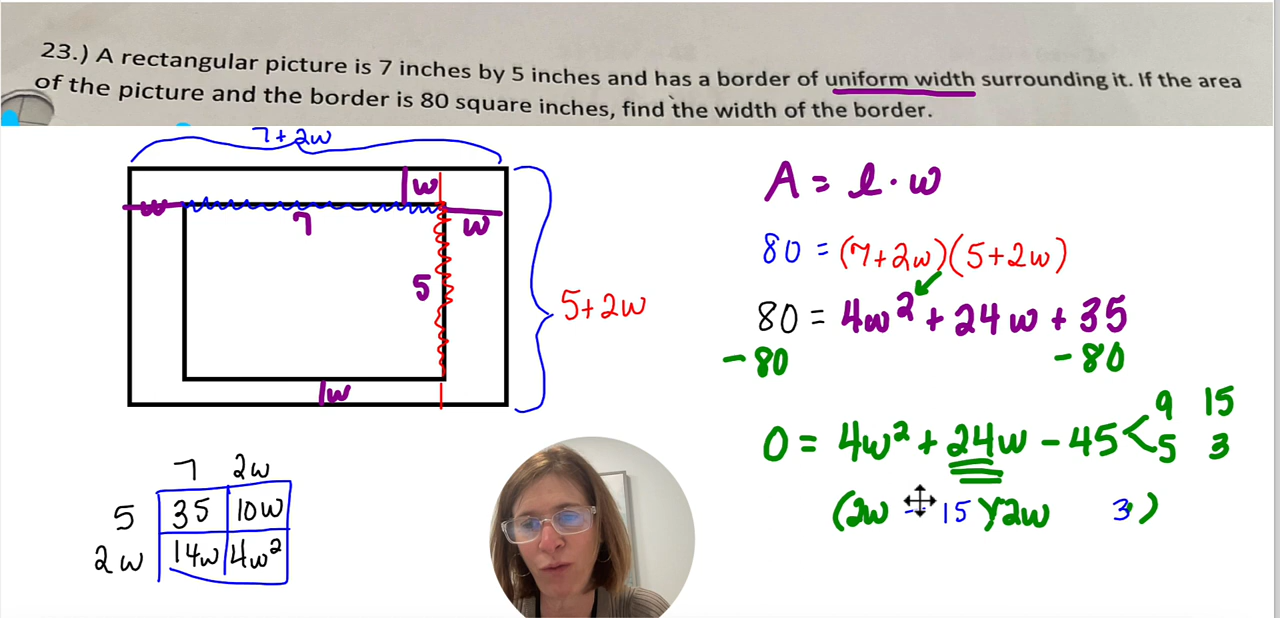 23.) A rectangular picture is 7 inches by 5 inches and has a border of uniform width surrounding it. If the area
of the picture and the border is 80 square inches, find the width of the border.
7+2w
w
w
7
w
5
5+2w
w
7 2w
5 35 10w
2w 14w 4w²
A = l · w
80 = (7+2w)(5+2w)
80 = 4w² + 24w + 35
-80 -80
9 15
0 = 4w² + 24w - 45 < 5 3
(2w 15)(2w 3)